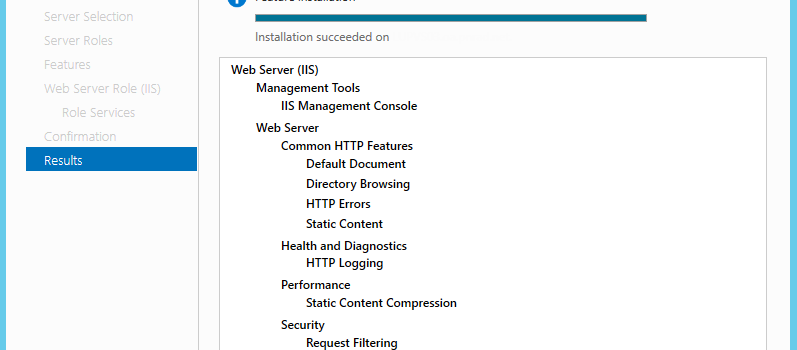 Server Selection
Server Roles
Features
Web Server Role (IIS)
Role Services
Confirmation
Results
Feature installation
Installation succeeded on
Web Server (IIS)
Management Tools
IIS Management Console
Web Server
Common HTTP Features
Default Document
Directory Browsing
HTTP Errors
Static Content
Health and Diagnostics
HTTP Logging
Performance
Static Content Compression
Security
Request Filtering